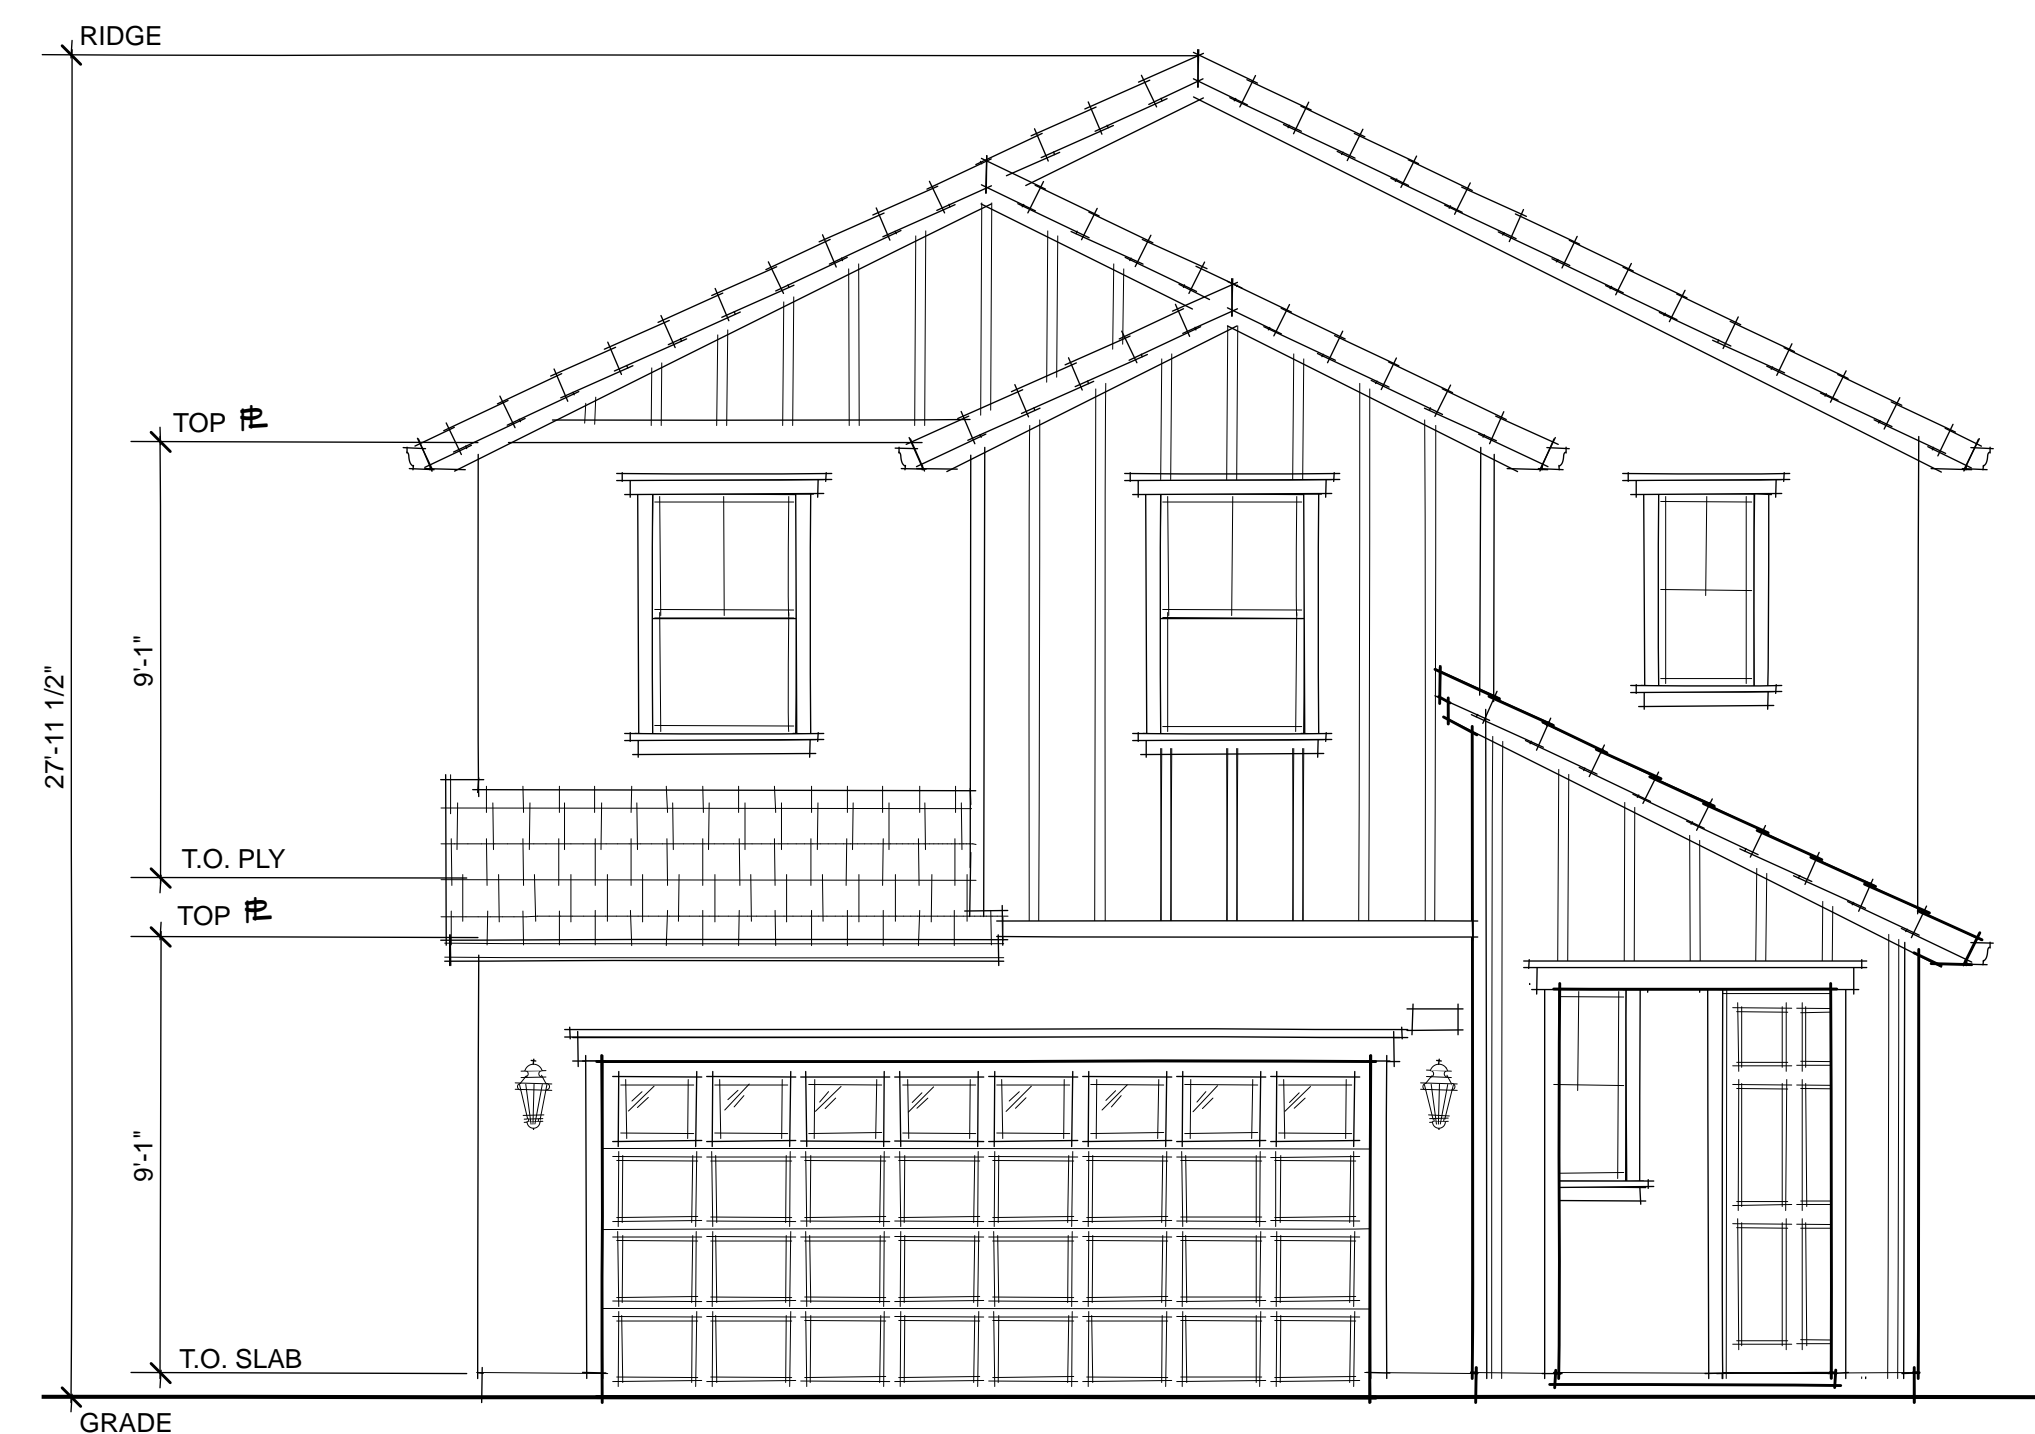 RIDGE
TOP PL
9'-1"
27'-11 1/2"
T.O. PLY
TOP PL
9'-1"
T.O. SLAB
GRADE